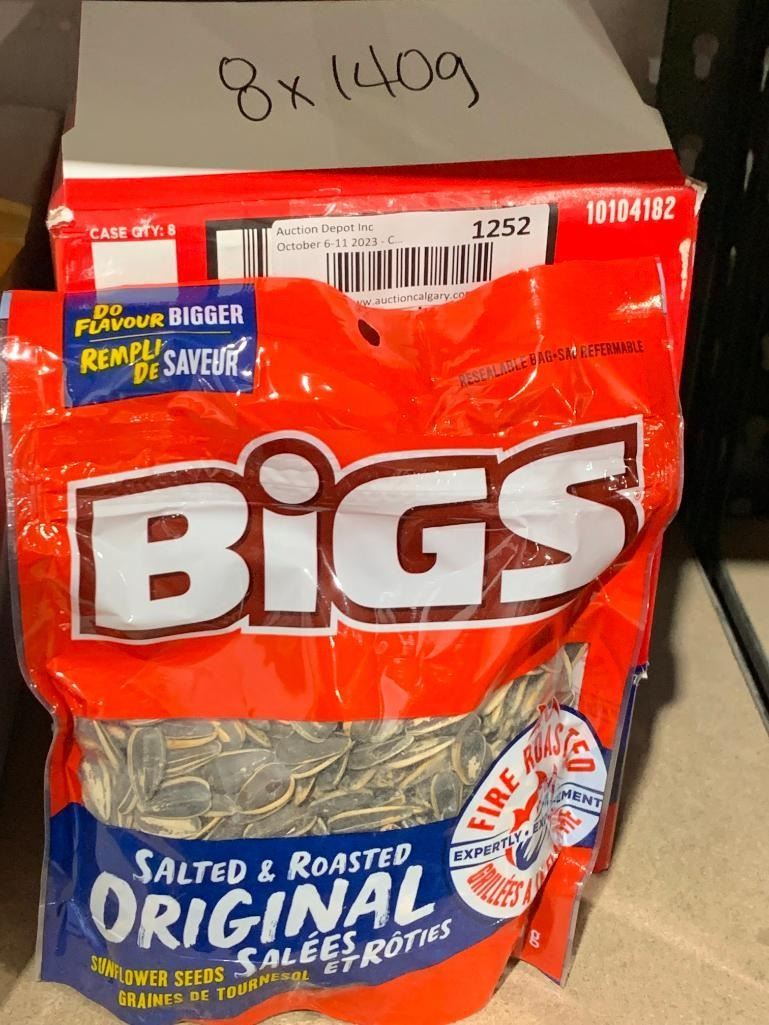 8x140g
CASE QTY: 8
Auction Depot Inc
October 6-11 2023 - C...
1252
10104182
www.auctioncalgary.co
DO
FLAVOUR BIGGER
REMPLI
DE SAVEUR
RESEALABLE BAG•SAC REFERMABLE
BiGS
FIRE ROASTED
EXPERTLY •
GRILLÉES À
SALTED & ROASTED
ORIGINAL
SALÉES
ET RÔTIES
SUNFLOWER SEEDS
GRAINES DE TOURNESOL
g